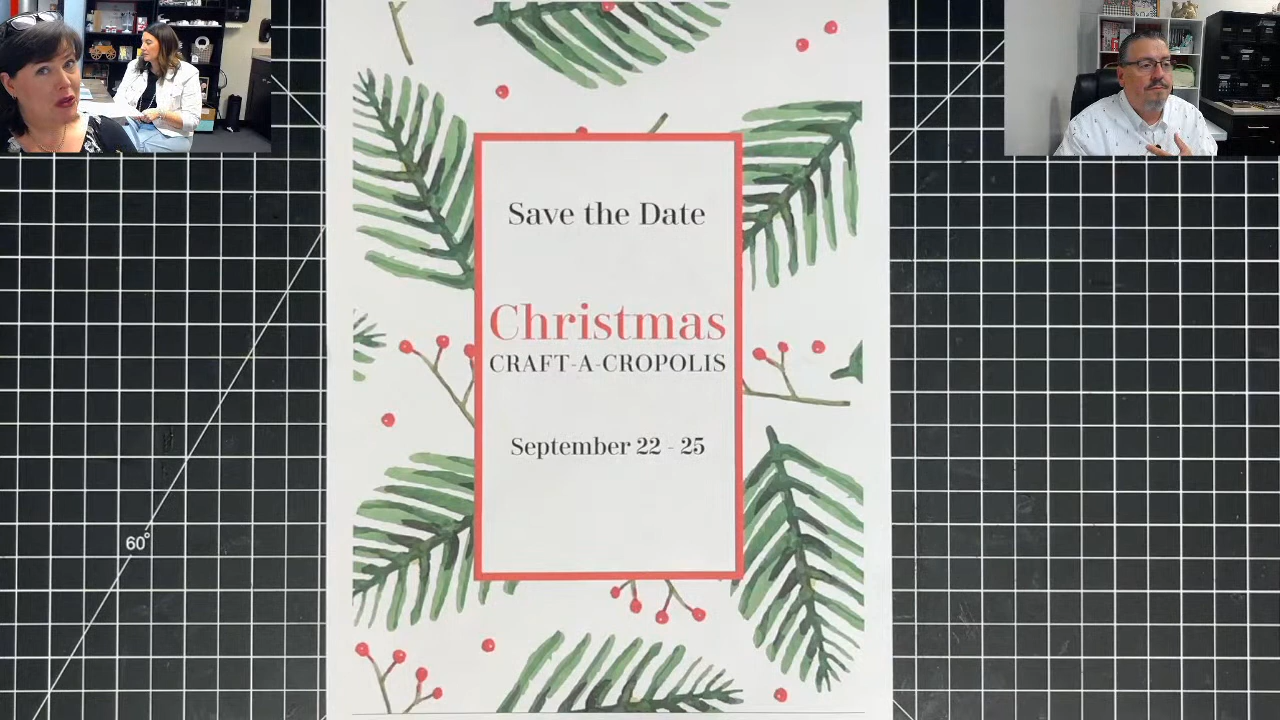 Save the Date
Christmas
CRAFT-A-CROPOLIS
September 22 - 25
60°